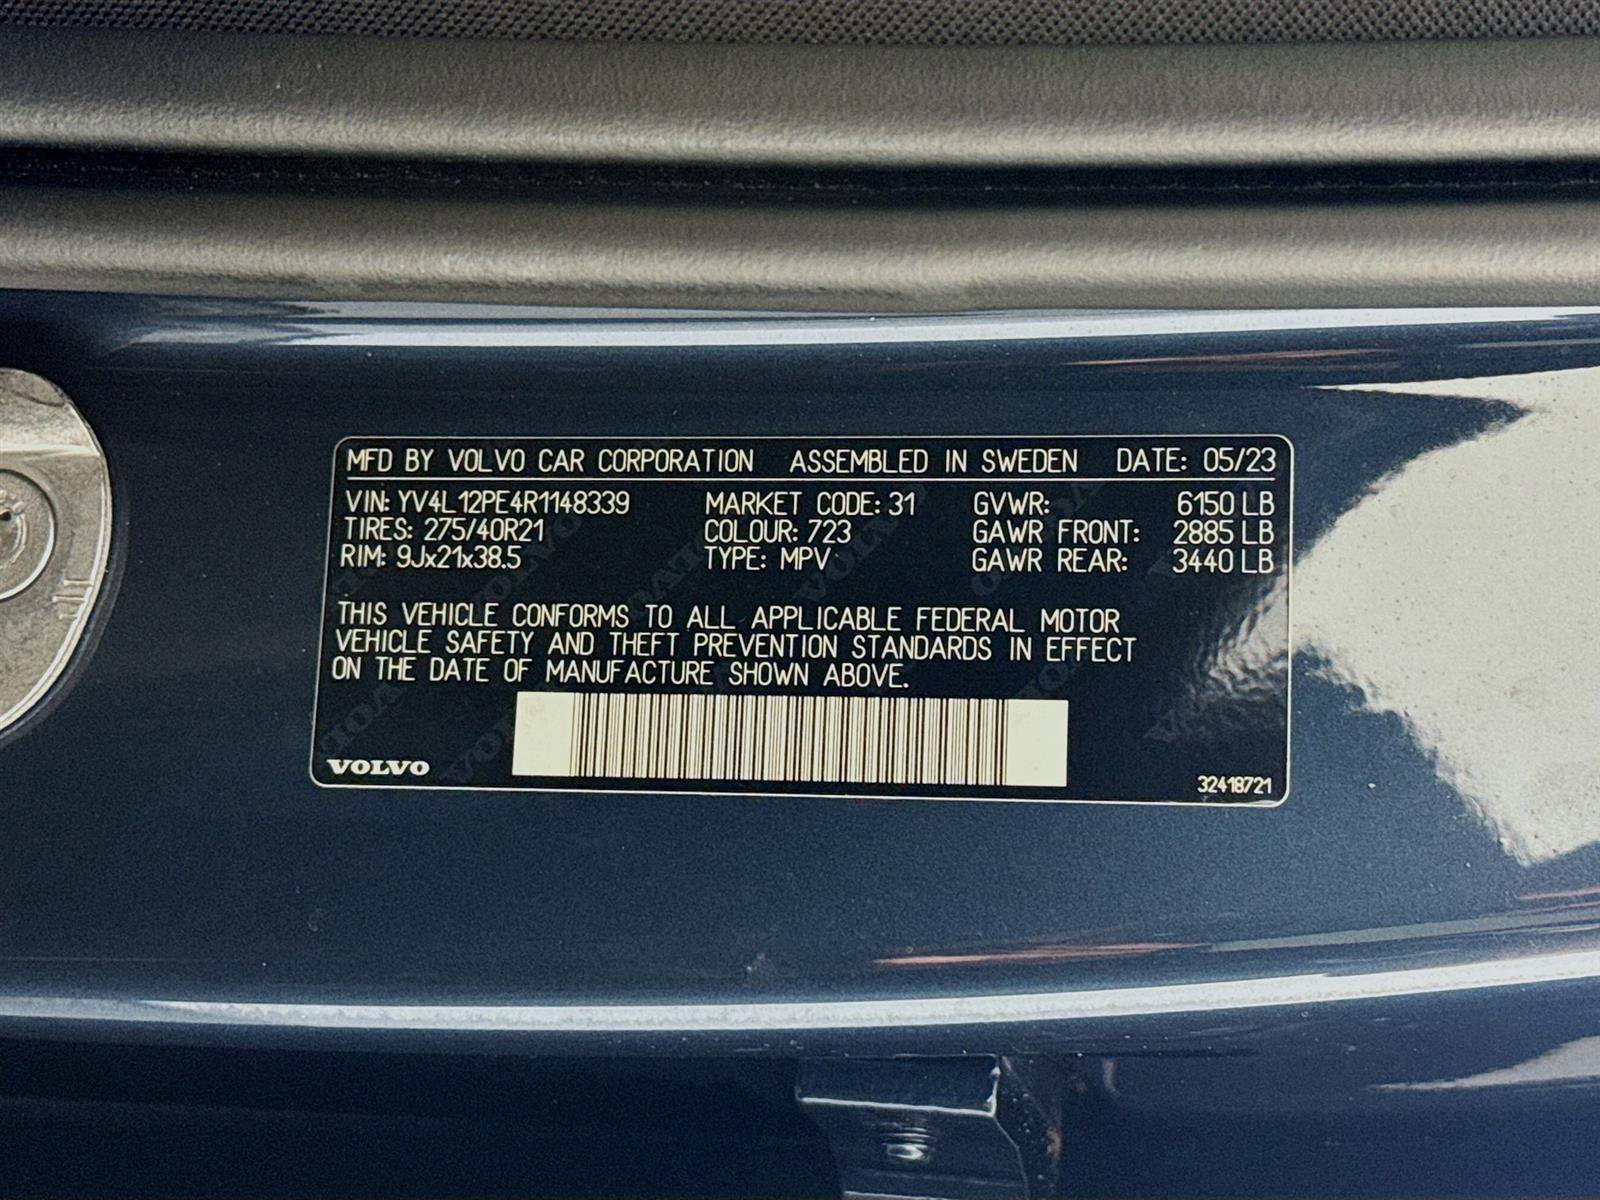 MFD BY VOLVO CAR CORPORATION ASSEMBLED IN SWEDEN DATE: 05/23
VIN: YV4L12PE4R1148339 MARKET CODE: 31 GVWR: 6150 LB
TIRES: 275/40R21 COLOUR: 723 GAWR FRONT: 2885 LB
RIM: 9Jx21x38.5 TYPE: MPV GAWR REAR: 3440 LB
THIS VEHICLE CONFORMS TO ALL APPLICABLE FEDERAL MOTOR
VEHICLE SAFETY AND THEFT PREVENTION STANDARDS IN EFFECT
ON THE DATE OF MANUFACTURE SHOWN ABOVE.
VOLVO
32418721